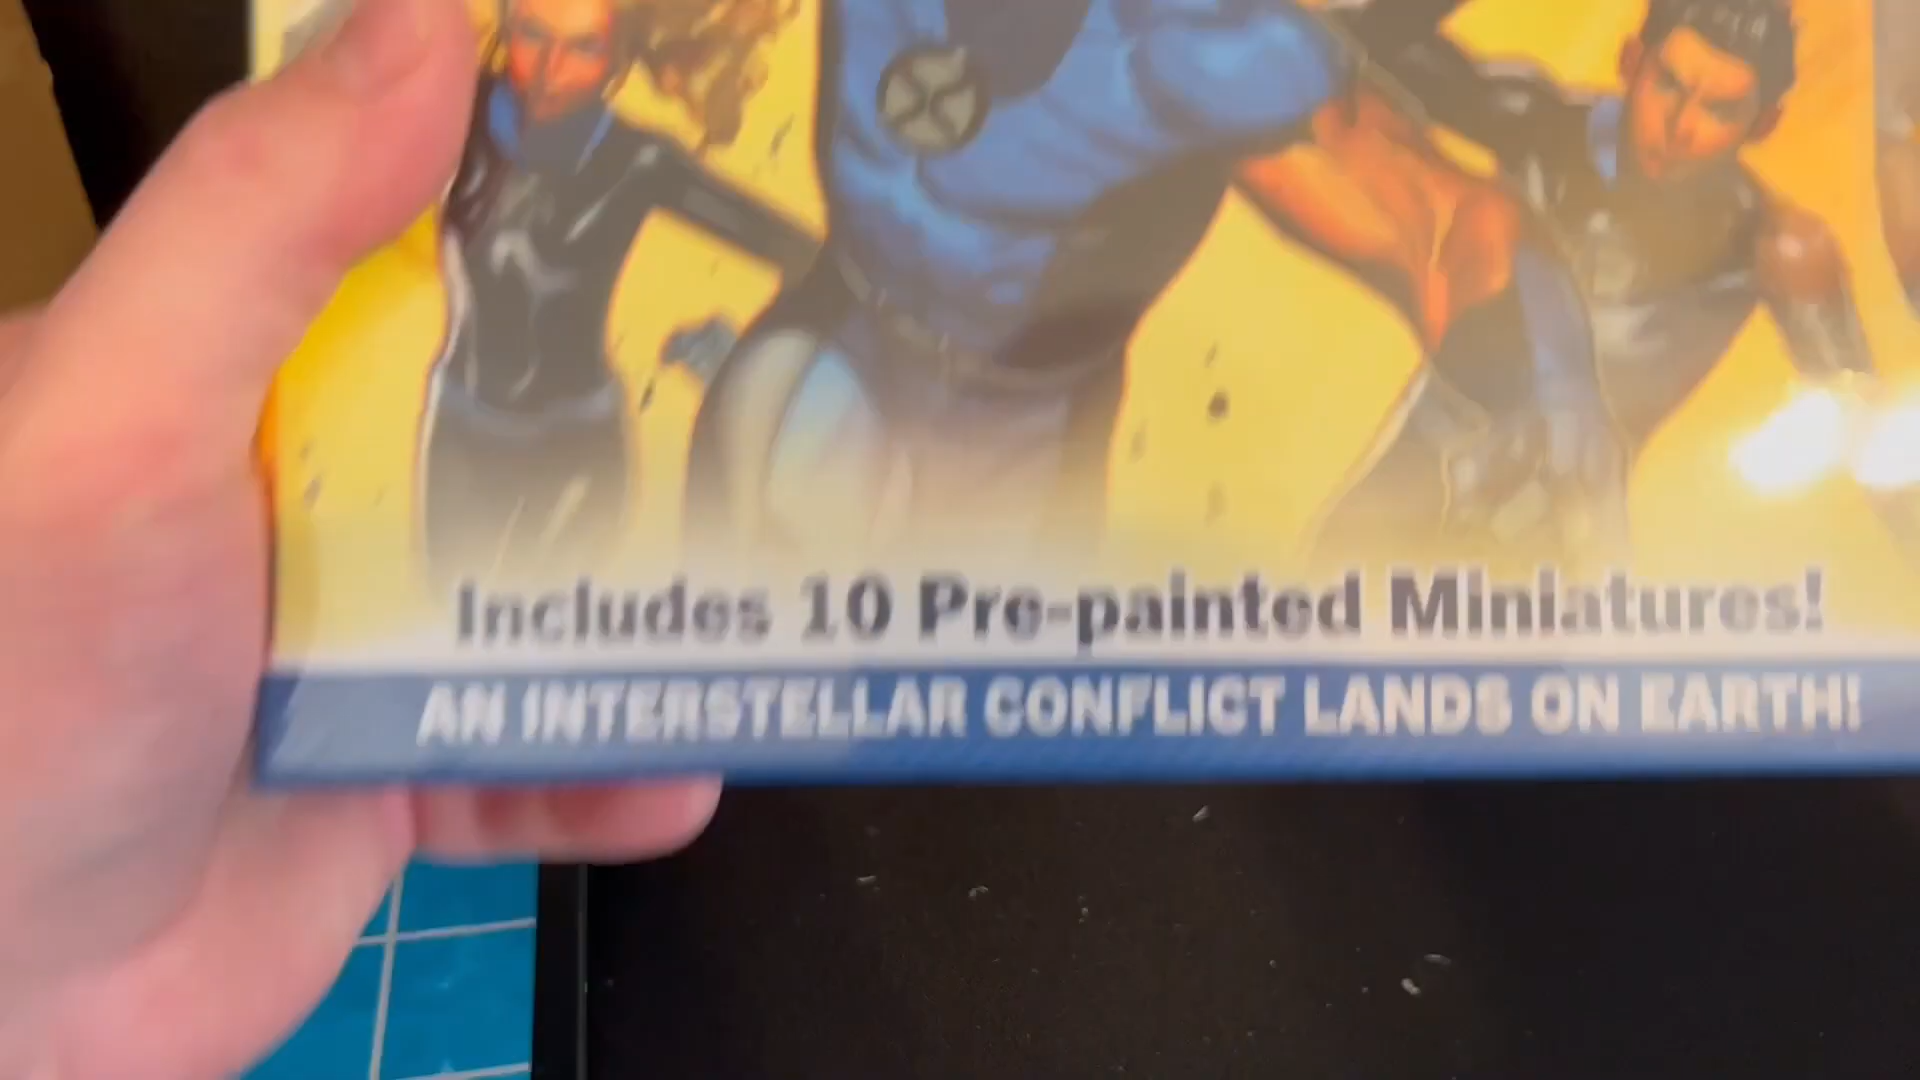 Includes 10 Pre-painted Miniatures!
AN INTERSTELLAR CONFLICT LANDS ON EARTH!